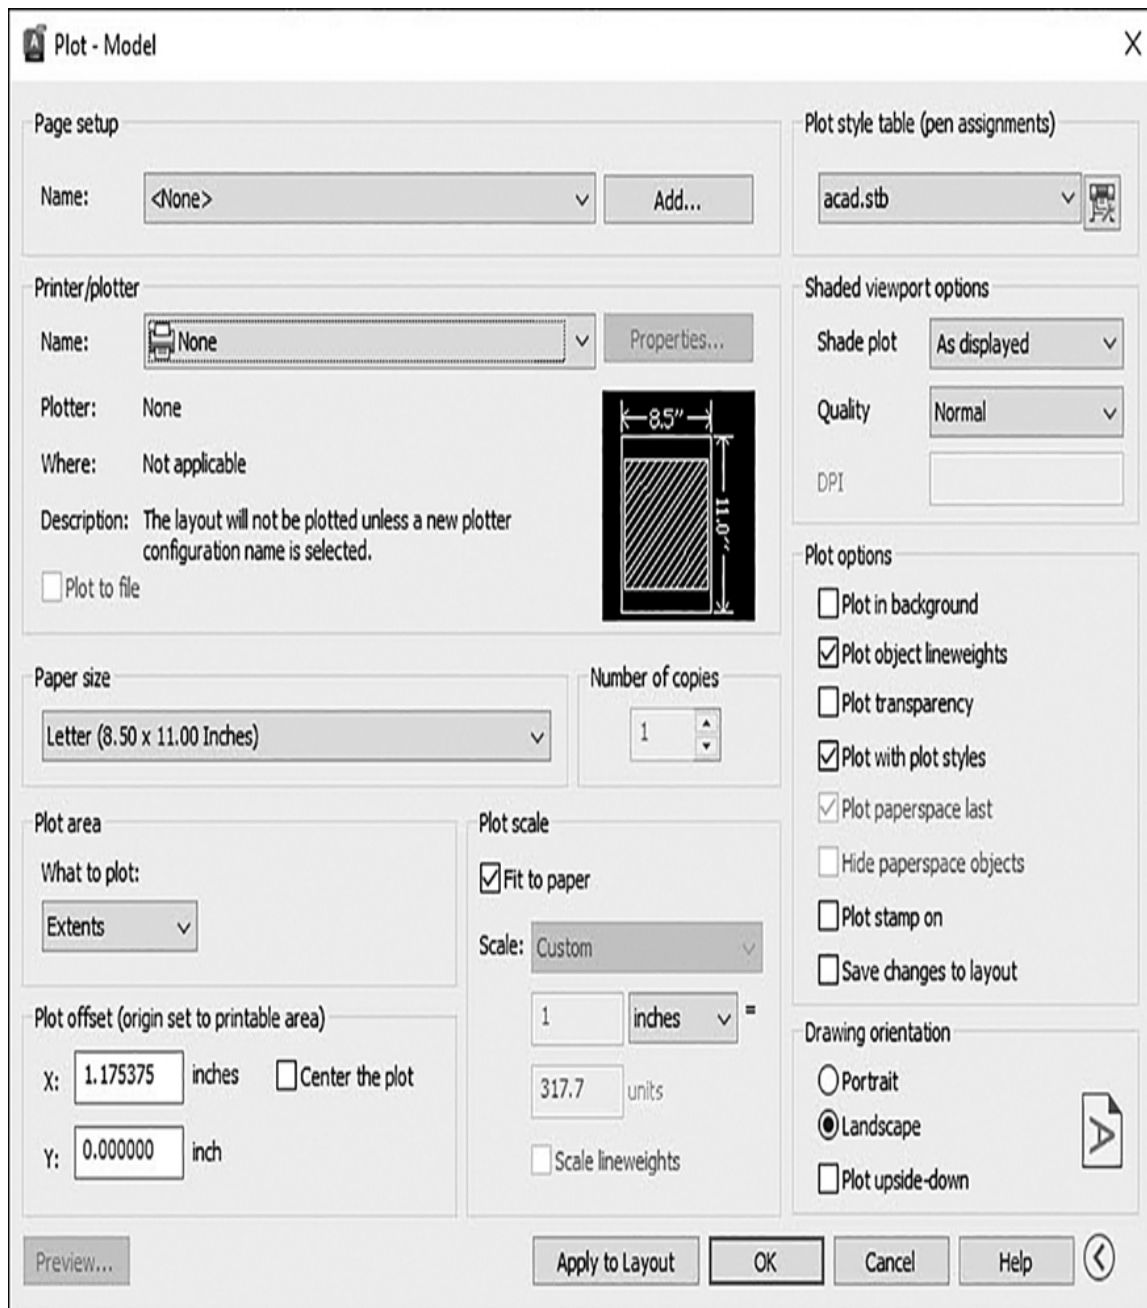 Plot - Model
X
Page setup
Name: <None> Add...
Printer/plotter
Name: None Properties...
Plotter: None
Where: Not applicable
Description: The layout will not be plotted unless a new plotter
configuration name is selected.
Plot to file
8.5"
11.0"
Paper size
Letter (8.50 x 11.00 Inches)
Number of copies
1
Plot area
What to plot:
Extents
Plot offset (origin set to printable area)
X: 1.175375 inches Center the plot
Y: 0.000000 inch
Plot scale
Fit to paper
Scale: Custom
1 inches =
317.7 units
Scale lineweights
Plot style table (pen assignments)
acad.stb
Shaded viewport options
Shade plot As displayed
Quality Normal
DPI
Plot options
Plot in background
Plot object lineweights
Plot transparency
Plot with plot styles
Plot paperspace last
Hide paperspace objects
Plot stamp on
Save changes to layout
Drawing orientation
Portrait
Landscape
Plot upside-down
A
Preview... Apply to Layout OK Cancel Help